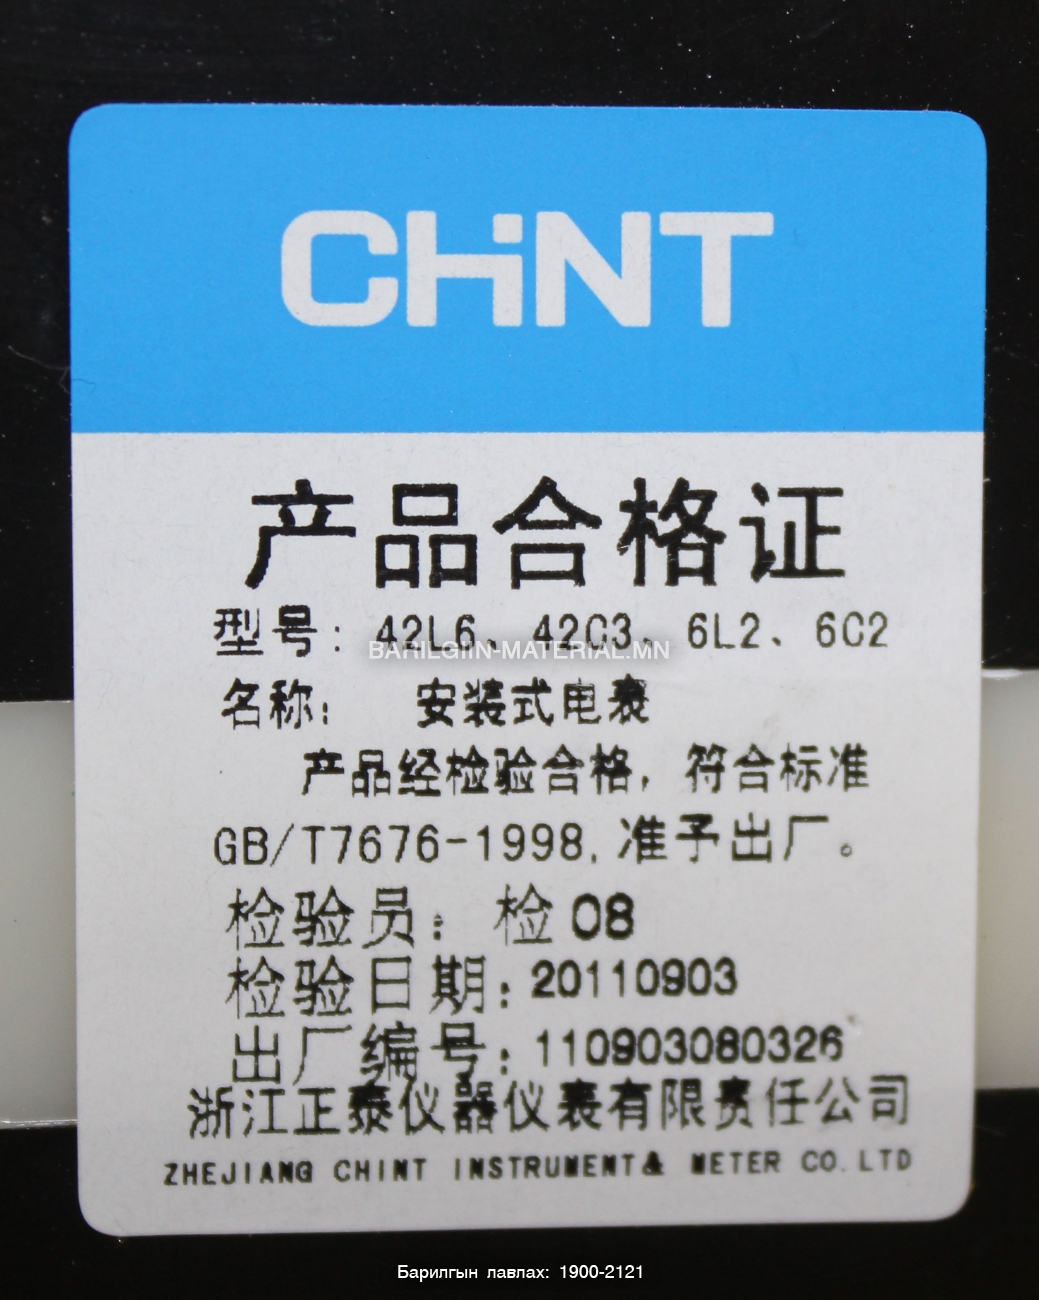 CHiNT
产品合格证
型号: 42L6、42C3、6L2、6C2
BARILGIIN-MATERIAL.MN
名称: 安装式电表
产品经检验合格, 符合标准
GB/T7676-1998, 准予出厂。
检验员: 检08
检验日期: 20110903
出厂编号: 110903080326
浙江正泰仪器仪表有限责任公司
ZHEJIANG CHINT INSTRUMENT& METER CO.LTD
Барилгын лавлах: 1900-2121